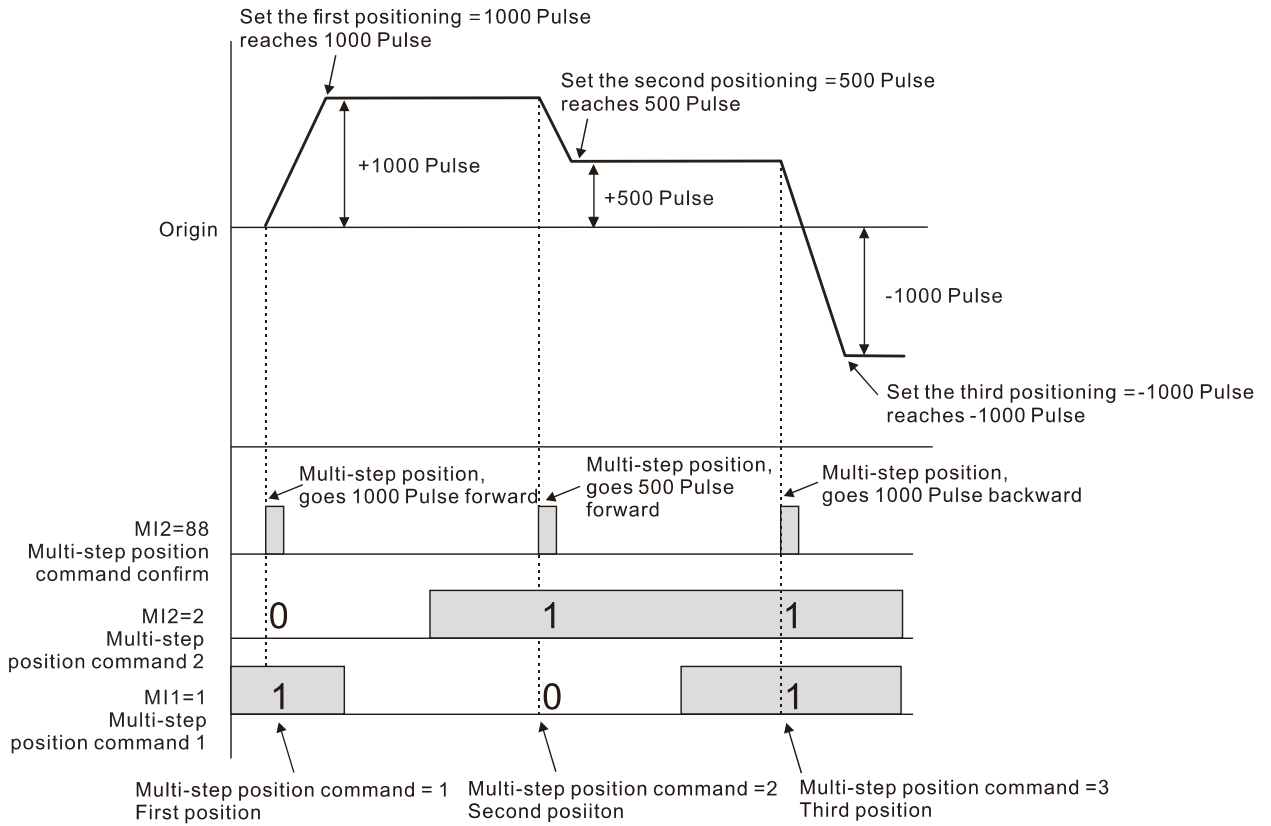 Set the first positioning =1000 Pulse
reaches 1000 Pulse
Set the second positioning =500 Pulse
reaches 500 Pulse
+1000 Pulse
+500 Pulse
Origin
-1000 Pulse
Set the third positioning =-1000 Pulse
reaches -1000 Pulse
Multi-step position,
goes 1000 Pulse forward
Multi-step position,
goes 500 Pulse
forward
Multi-step position,
goes 1000 Pulse backward
MI2=88
Multi-step position
command confirm
MI2=2
Multi-step
position command 2
0
1
1
MI1=1
Multi-step
position command 1
1
0
1
Multi-step position command = 1
First position
Multi-step position command =2
Second posiiton
Multi-step position command =3
Third position